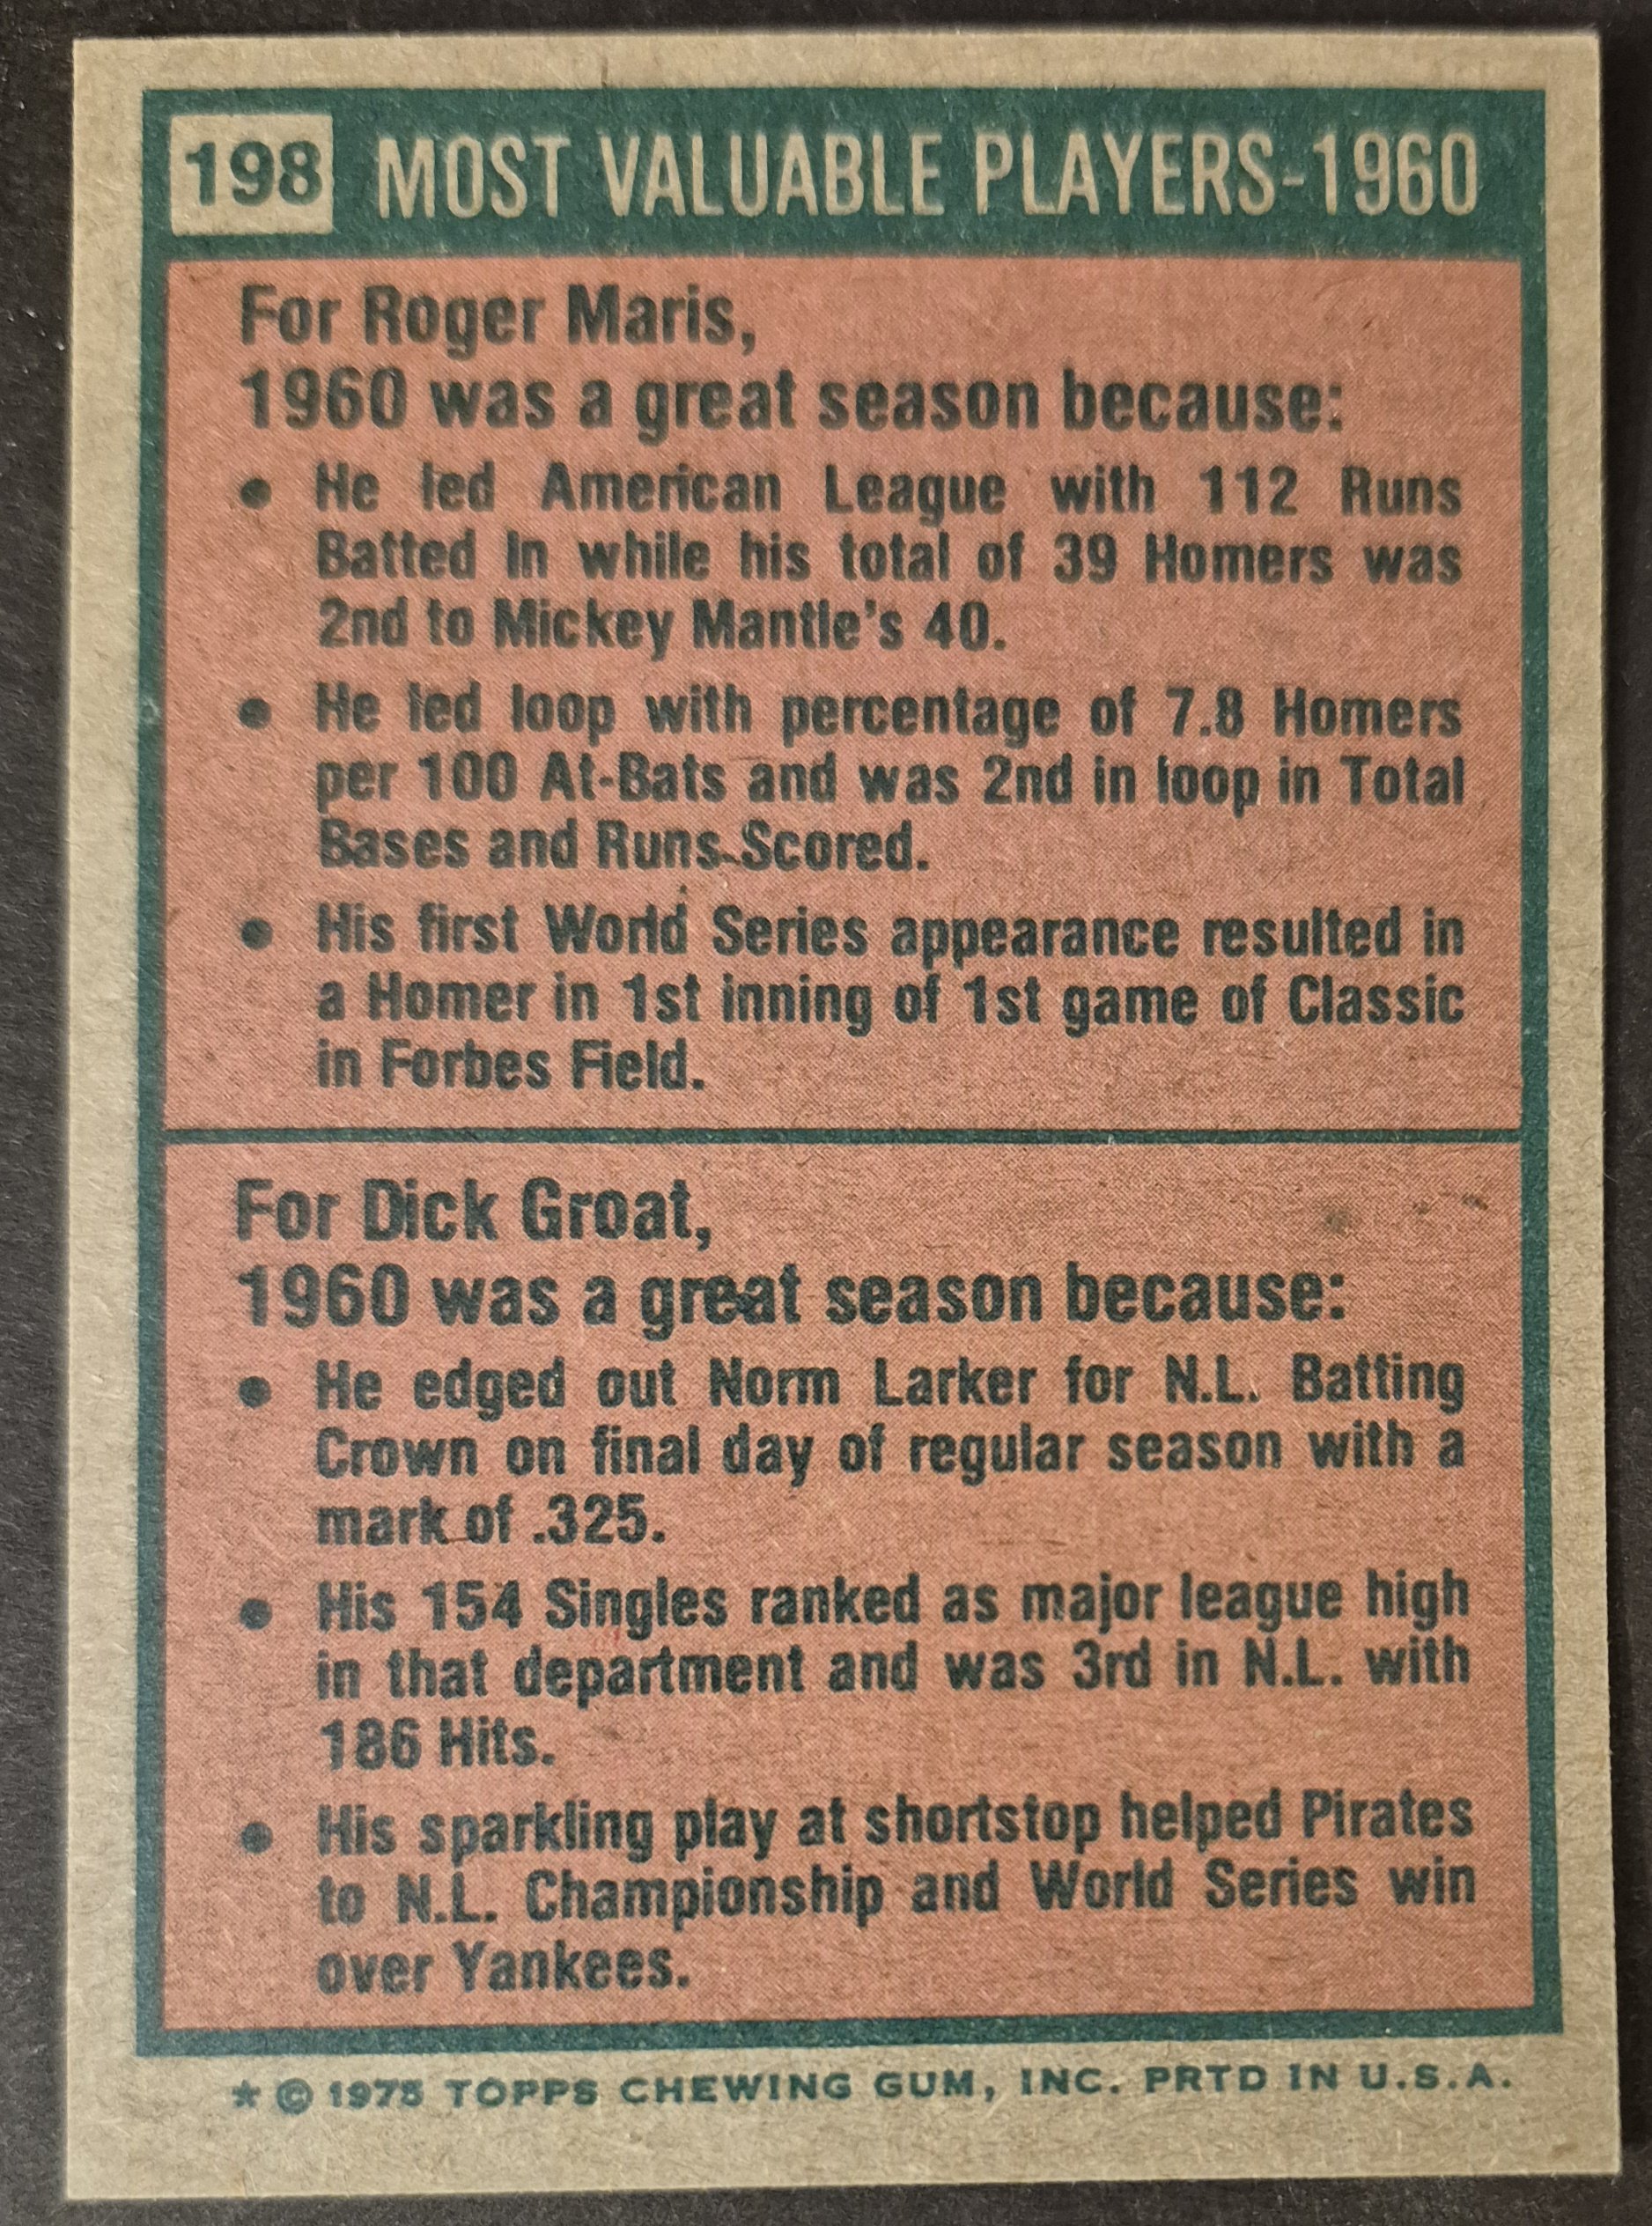 198 MOST VALUABLE PLAYERS-1960
For Roger Maris,
1960 was a great season because:
• He led American League with 112 Runs
Batted In while his total of 39 Homers was
2nd to Mickey Mantle's 40.
• He led loop with percentage of 7.8 Homers
per 100 At-Bats and was 2nd in loop in Total
Bases and Runs Scored.
• His first World Series appearance resulted in
a Homer in 1st inning of 1st game of Classic
in Forbes Field.
For Dick Groat,
1960 was a great season because:
• He edged out Norm Larker for N.L. Batting
Crown on final day of regular season with a
mark of .325.
• His 154 Singles ranked as major league high
in that department and was 3rd in N.L. with
186 Hits.
• His sparkling play at shortstop helped Pirates
to N.L. Championship and World Series win
over Yankees.
★ © 1975 TOPPS CHEWING GUM, INC. PRTD IN U.S.A.